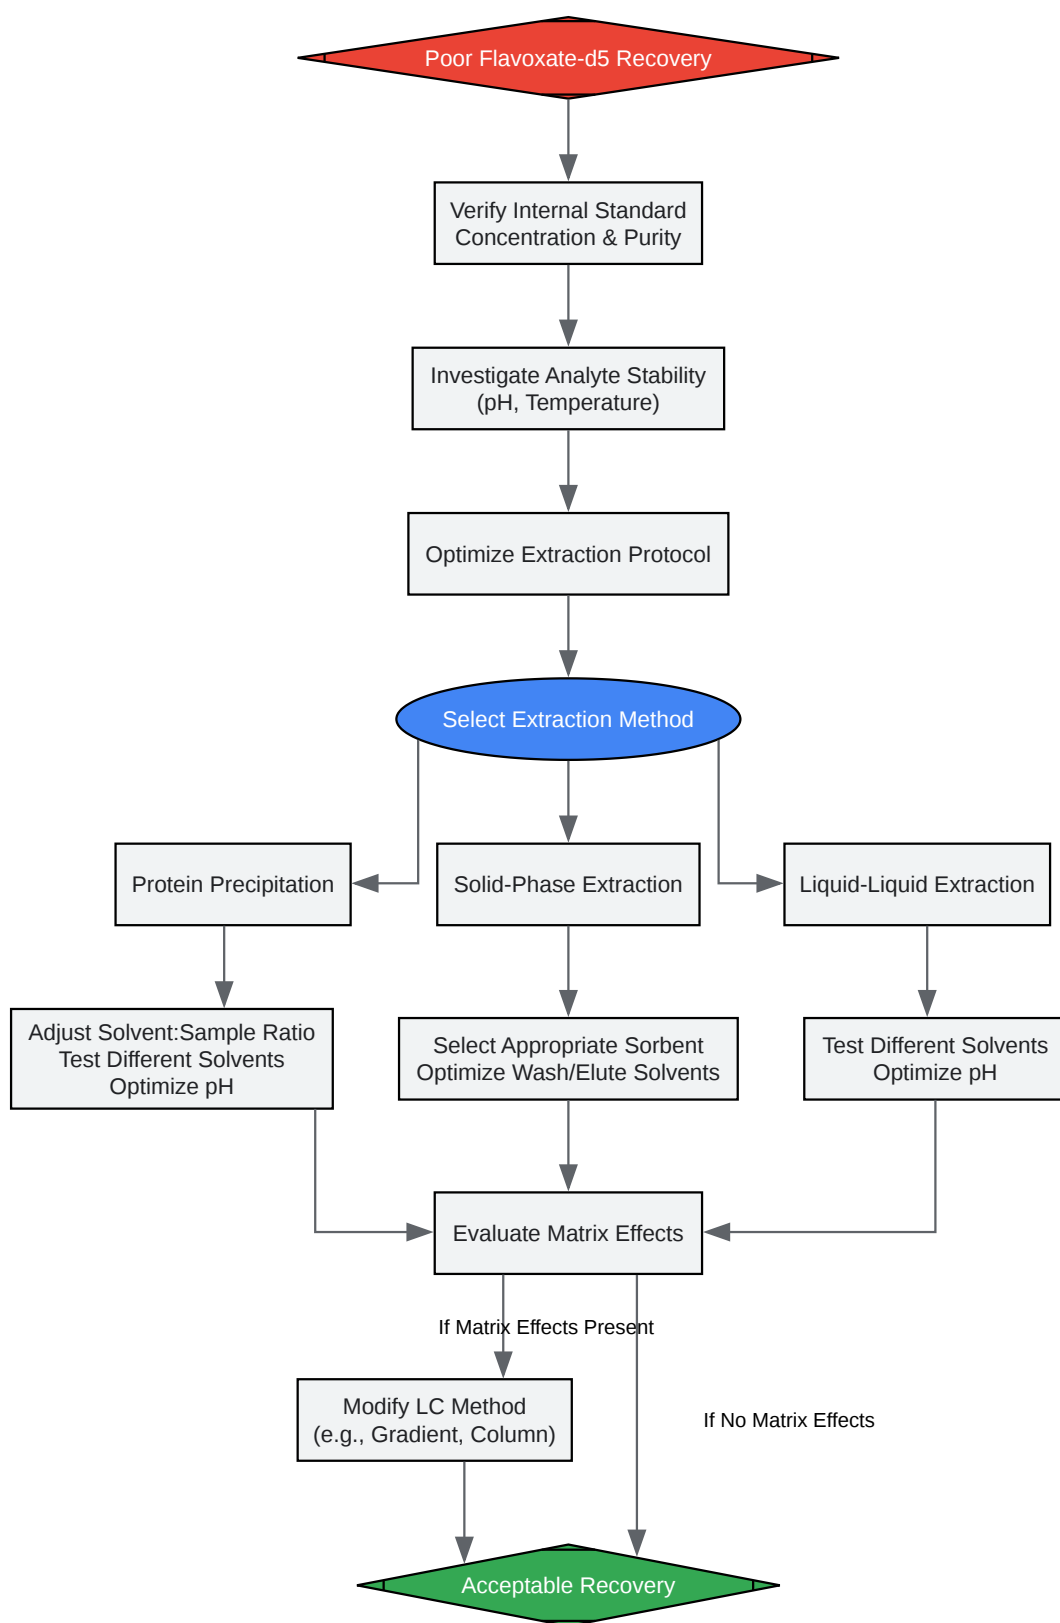 Poor Flavoxate-d5 Recovery
Verify Internal Standard
Concentration & Purity
Investigate Analyte Stability
(pH, Temperature)
Optimize Extraction Protocol
Select Extraction Method
Protein Precipitation
Solid-Phase Extraction
Liquid-Liquid Extraction
Adjust Solvent:Sample Ratio
Test Different Solvents
Optimize pH
Select Appropriate Sorbent
Optimize Wash/Elute Solvents
Test Different Solvents
Optimize pH
Evaluate Matrix Effects
If Matrix Effects Present
Modify LC Method
(e.g., Gradient, Column)
If No Matrix Effects
Acceptable Recovery